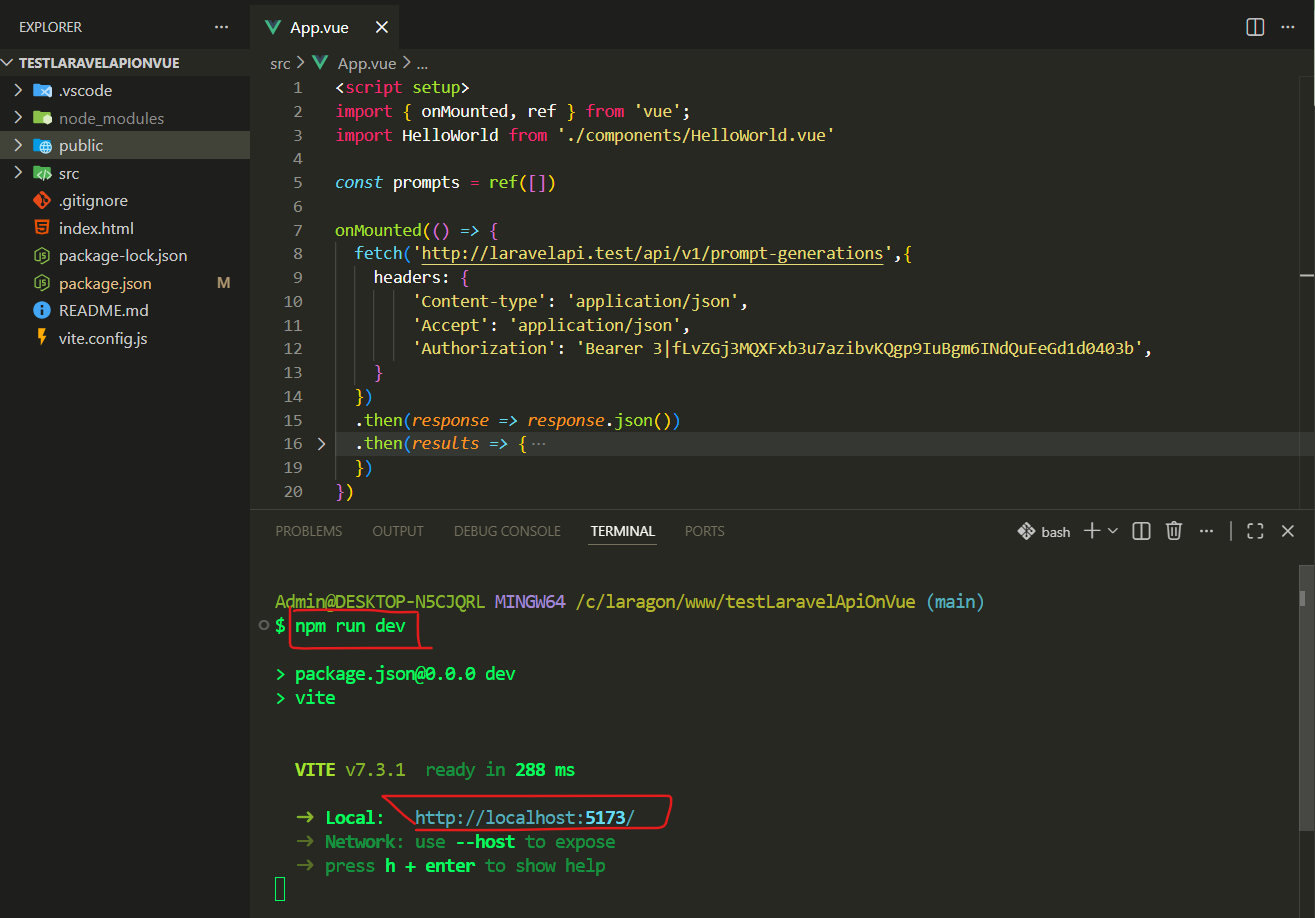 EXPLORER
TESTLARAVELAPIONVUE
.vscode
node_modules
public
src
.gitignore
index.html
package-lock.json
package.json M
README.md
vite.config.js
App.vue
src > App.vue > ...
1 <script setup>
2 import { onMounted, ref } from 'vue';
3 import HelloWorld from './components/HelloWorld.vue'
4
5 const prompts = ref([])
6
7 onMounted(() => {
8 fetch('http://laravelapi.test/api/v1/prompt-generations',{
9 headers: {
10 'Content-type': 'application/json',
11 'Accept': 'application/json',
12 'Authorization': 'Bearer 3|fLvZGj3MQXFxb3u7azibvKQgp9IuBgm6INdQuEeGd1d0403b',
13 }
14 })
15 .then(response => response.json())
16 .then(results => { ...
19 })
20 })
PROBLEMS OUTPUT DEBUG CONSOLE TERMINAL PORTS bash
Admin@DESKTOP-N5CJQRL MINGW64 /c/laragon/www/testLaravelApiOnVue (main)
$ npm run dev
> package.json@0.0.0 dev
> vite
VITE v7.3.1 ready in 288 ms
➜ Local: http://localhost:5173/
➜ Network: use --host to expose
➜ press h + enter to show help